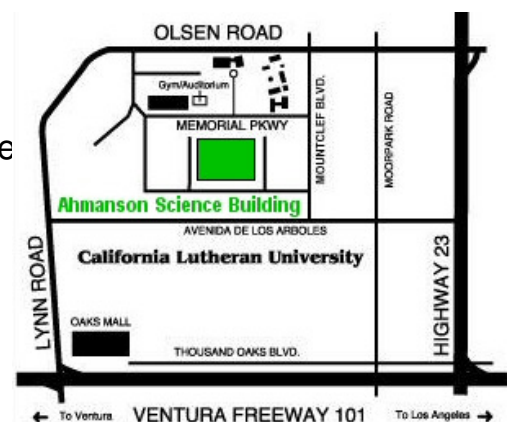 OLSEN ROAD
Gym/Auditorium
MEMORIAL PKWY
MOUNTCLEF BLVD.
MOORPARK ROAD
e
Ahmanson Science Building
AVENIDA DE LOS ARBOLES
California Lutheran University
LYNN ROAD
HIGHWAY 23
OAKS MALL
THOUSAND OAKS BLVD.
← To Ventura VENTURA FREEWAY 101 To Los Angeles →